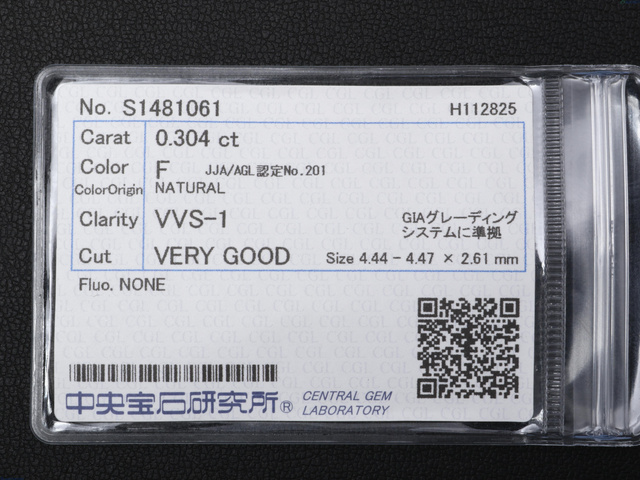 No. S1481061 H112825
Carat 0.304 ct
Color F JJA/AGL認定No.201
ColorOrigin NATURAL
Clarity VVS-1 GIAグレーディング
システムに準拠
Cut VERY GOOD Size 4.44 - 4.47 × 2.61 mm
Fluo. NONE
中央宝石研究所® CENTRAL GEM
LABORATORY